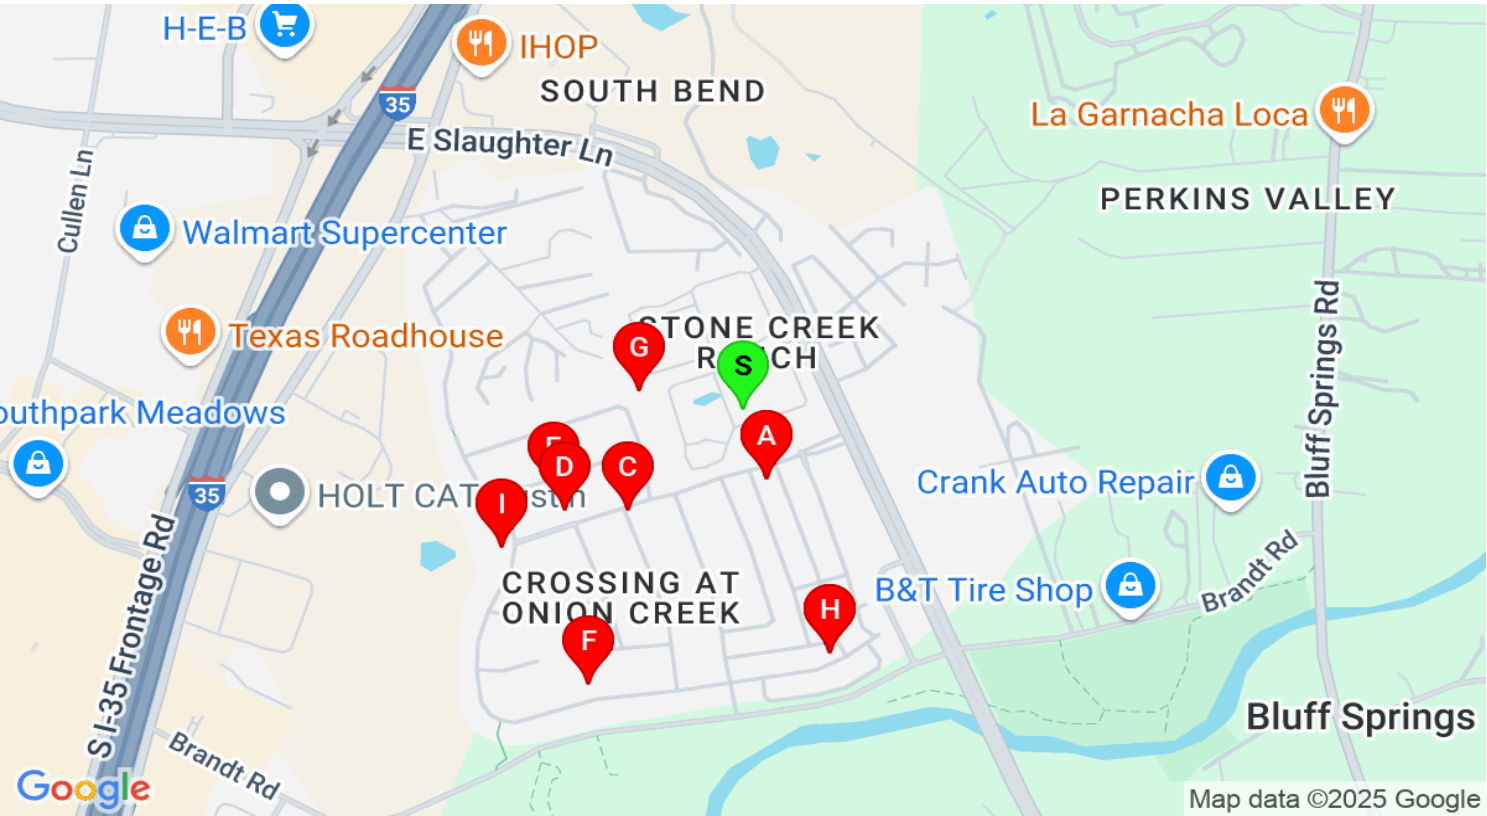 H-E-B
IHOP
SOUTH BEND
35
La Garnacha Loca
E Slaughter Ln
Cullen Ln
PERKINS VALLEY
Walmart Supercenter
Bluff Springs Rd
STONE CREEK
Texas Roadhouse
G
S
outhpark Meadows
A
D
C
Crank Auto Repair
35
HOLT CAT
I
CROSSING AT
ONION CREEK
B&T Tire Shop
Brandt Rd
H
F
S I-35 Frontage Rd
Bluff Springs
Brandt Rd
Google
Map data ©2025 Google